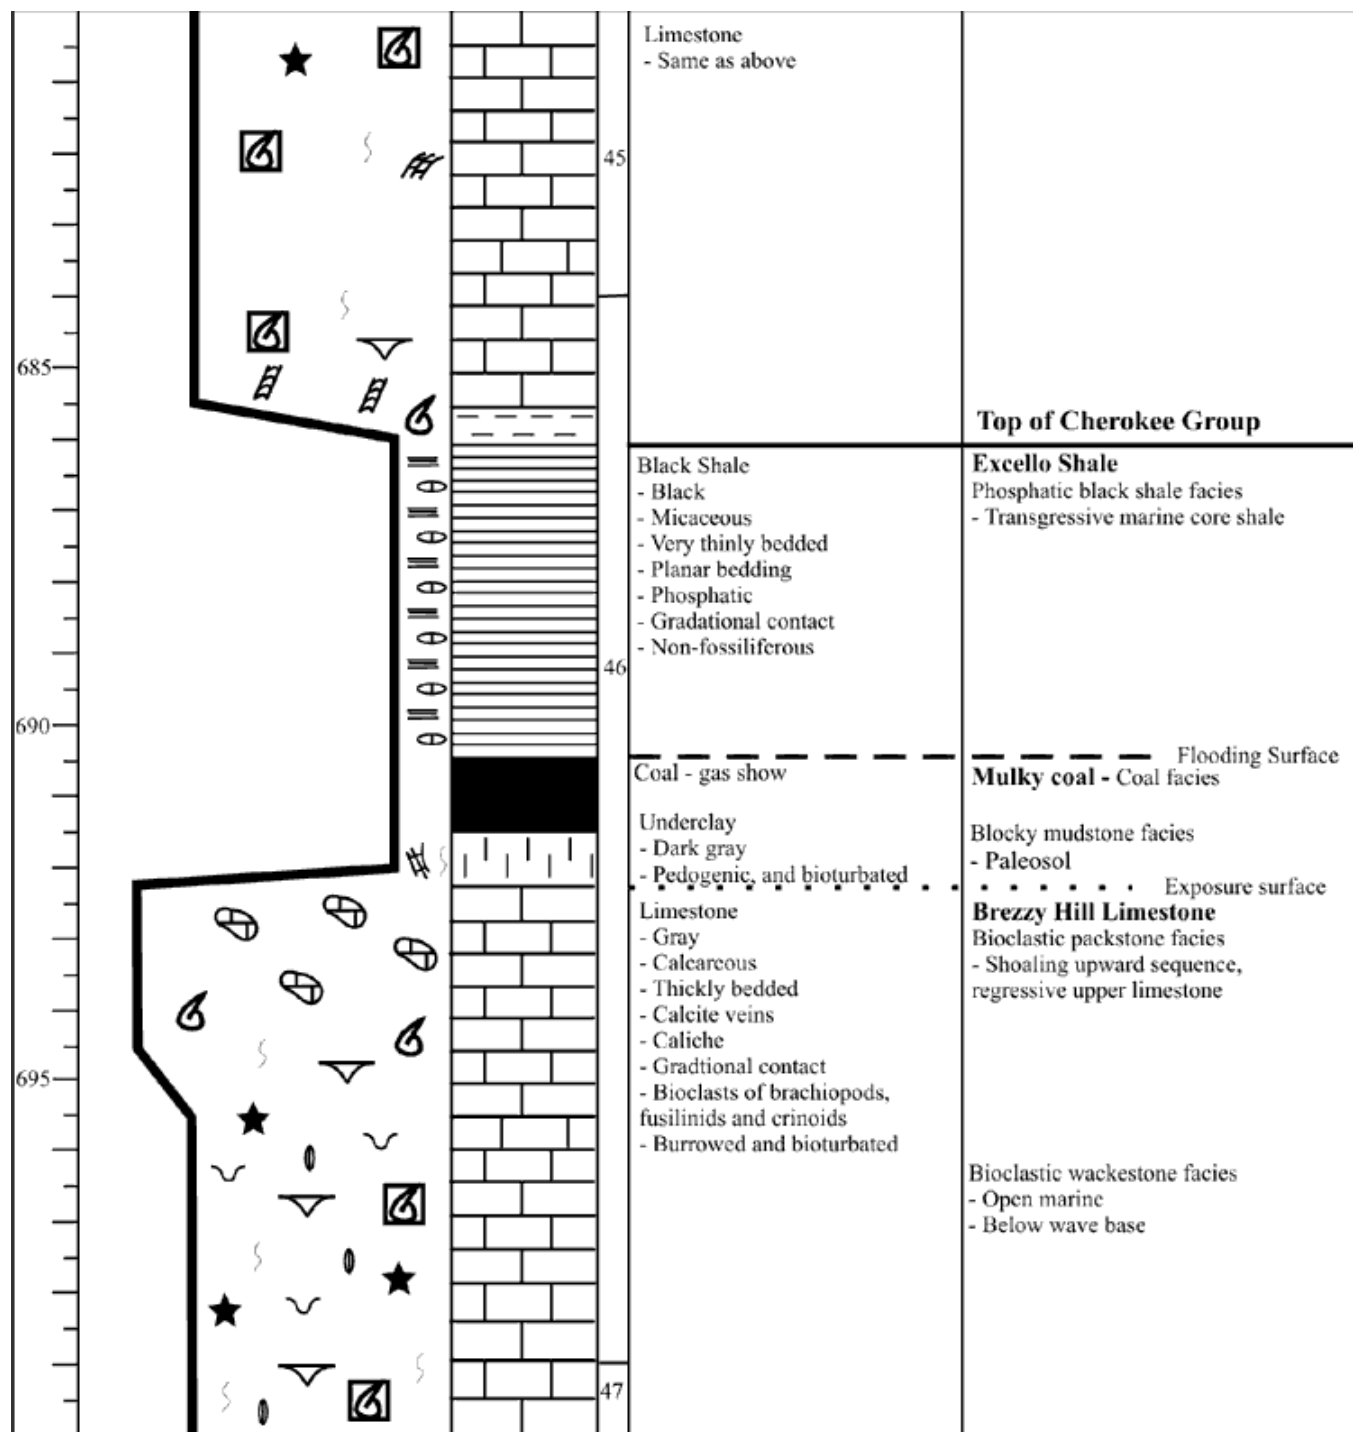 Limestone
- Same as above
45
685
Top of Cherokee Group
Black Shale
- Black
- Micaceous
- Very thinly bedded
- Planar bedding
- Phosphatic
- Gradational contact
- Non-fossiliferous
Excello Shale
Phosphatic black shale facies
- Transgressive marine core shale
46
690
Flooding Surface
Coal - gas show
Mulky coal - Coal facies
Underclay
- Dark gray
- Pedogenic, and bioturbated
Blocky mudstone facies
- Paleosol
Exposure surface
Limestone
- Gray
- Calcareous
- Thickly bedded
- Calcite veins
- Caliche
- Gradtional contact
- Bioclasts of brachiopods,
fusilinids and crinoids
- Burrowed and bioturbated
Brezzy Hill Limestone
Bioclastic packstone facies
- Shoaling upward sequence,
regressive upper limestone
695
Bioclastic wackestone facies
- Open marine
- Below wave base
47